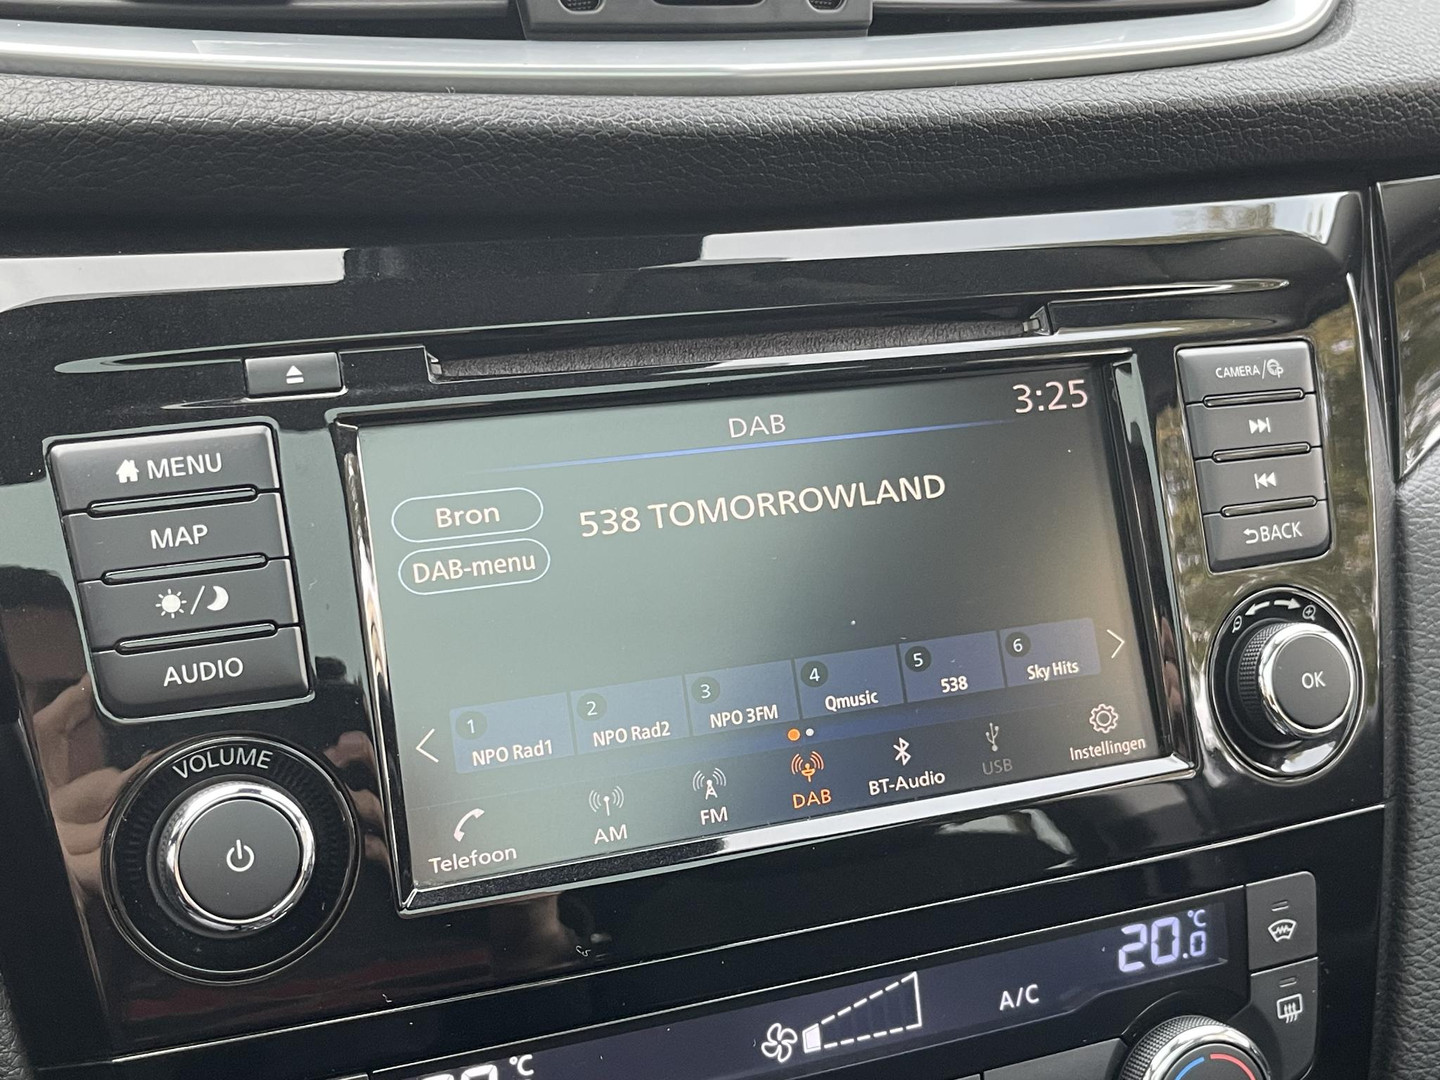 CAMERA/
MENU
MAP
/
AUDIO
VOLUME
DAB
3:25
Bron
DAB-menu
538 TOMORROWLAND
1 NPO Rad1
2 NPO Rad2
3 NPO 3FM
4 Qmusic
5 538
6 Sky Hits
Telefoon
AM
FM
DAB
BT-Audio
USB
Instellingen
BACK
OK
A/C
20.0 °C
°C